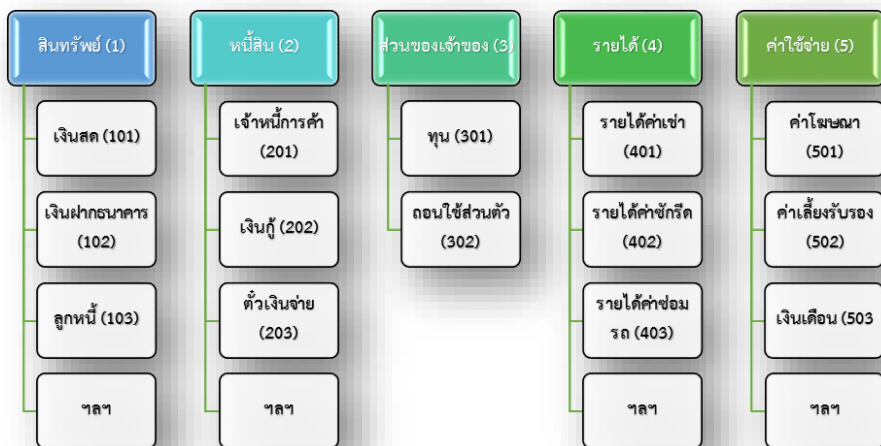 สินทรัพย์ (1)
เงินสด (101)
เงินฝากธนาคาร
(102)
ลูกหนี้ (103)
ฯลฯ
หนี้สิน (2)
เจ้าหนี้การค้า
(201)
เงินกู้ (202)
ตั๋วเงินจ่าย
(203)
ฯลฯ
ส่วนของเจ้าของ (3)
ทุน (301)
ถอนใช้ส่วนตัว
(302)
รายได้ (4)
รายได้ค่าเช่า
(401)
รายได้ค่าซักรีด
(402)
รายได้ค่าซ่อม
รถ (403)
ฯลฯ
ค่าใช้จ่าย (5)
ค่าโฆษณา
(501)
ค่าเลี้ยงรับรอง
(502)
เงินเดือน (503
ฯลฯ